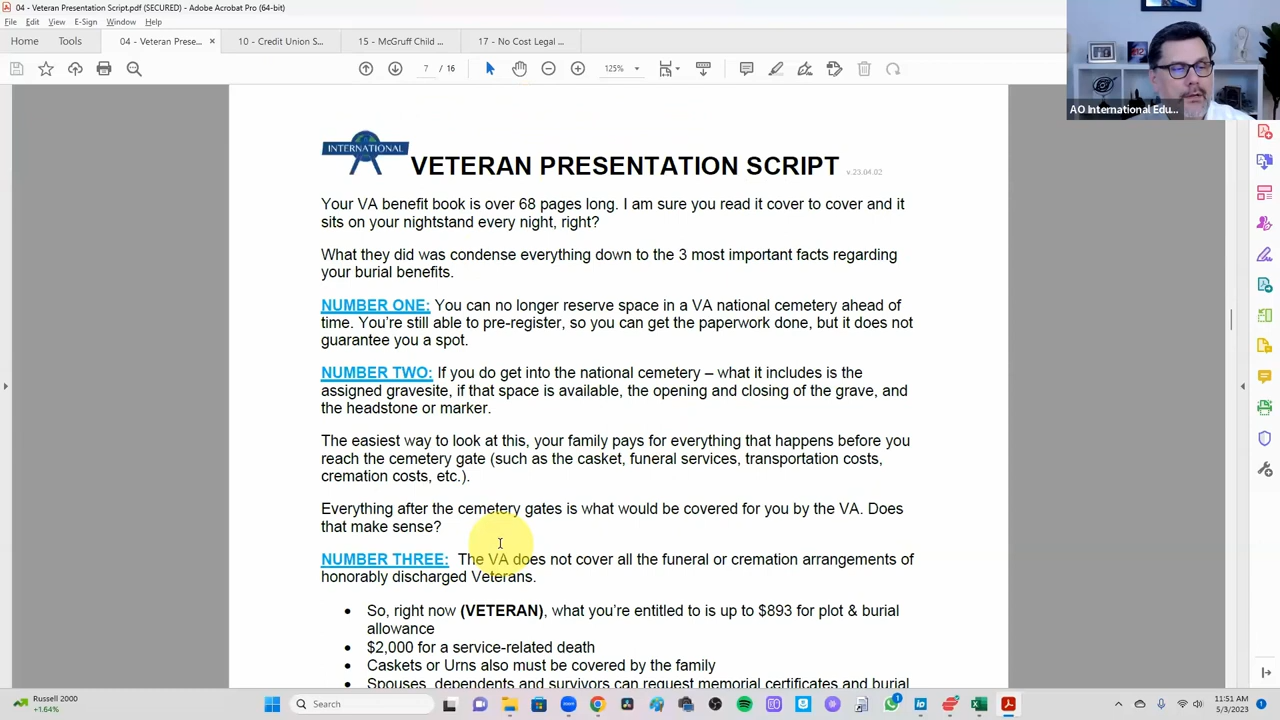 04 - Veteran Presentation Script.pdf (SECURED) - Adobe Acrobat Pro (64-bit)
File Edit View E-Sign Window Help
Home Tools 04 - Veteran Prese... × 10 - Credit Union S... 15 - McGruff Child ... 17 - No Cost Legal ...
7 16 125%
AO International Edu...
INTERNATIONAL
VETERAN PRESENTATION SCRIPT v.23.04.02
Your VA benefit book is over 68 pages long. I am sure you read it cover to cover and it
sits on your nightstand every night, right?
What they did was condense everything down to the 3 most important facts regarding
your burial benefits.
NUMBER ONE: You can no longer reserve space in a VA national cemetery ahead of
time. You're still able to pre-register, so you can get the paperwork done, but it does not
guarantee you a spot.
NUMBER TWO: If you do get into the national cemetery – what it includes is the
assigned gravesite, if that space is available, the opening and closing of the grave, and
the headstone or marker.
The easiest way to look at this, your family pays for everything that happens before you
reach the cemetery gate (such as the casket, funeral services, transportation costs,
cremation costs, etc.).
Everything after the cemetery gates is what would be covered for you by the VA. Does
that make sense?
NUMBER THREE: The VA does not cover all the funeral or cremation arrangements of
honorably discharged Veterans.
• So, right now (VETERAN), what you're entitled to is up to $893 for plot & burial
allowance
• $2,000 for a service-related death
• Caskets or Urns also must be covered by the family
• Spouses, dependents and survivors can request memorial certificates and burial
Russell 2000
+1.64%
Search
11:51 AM
5/3/2023